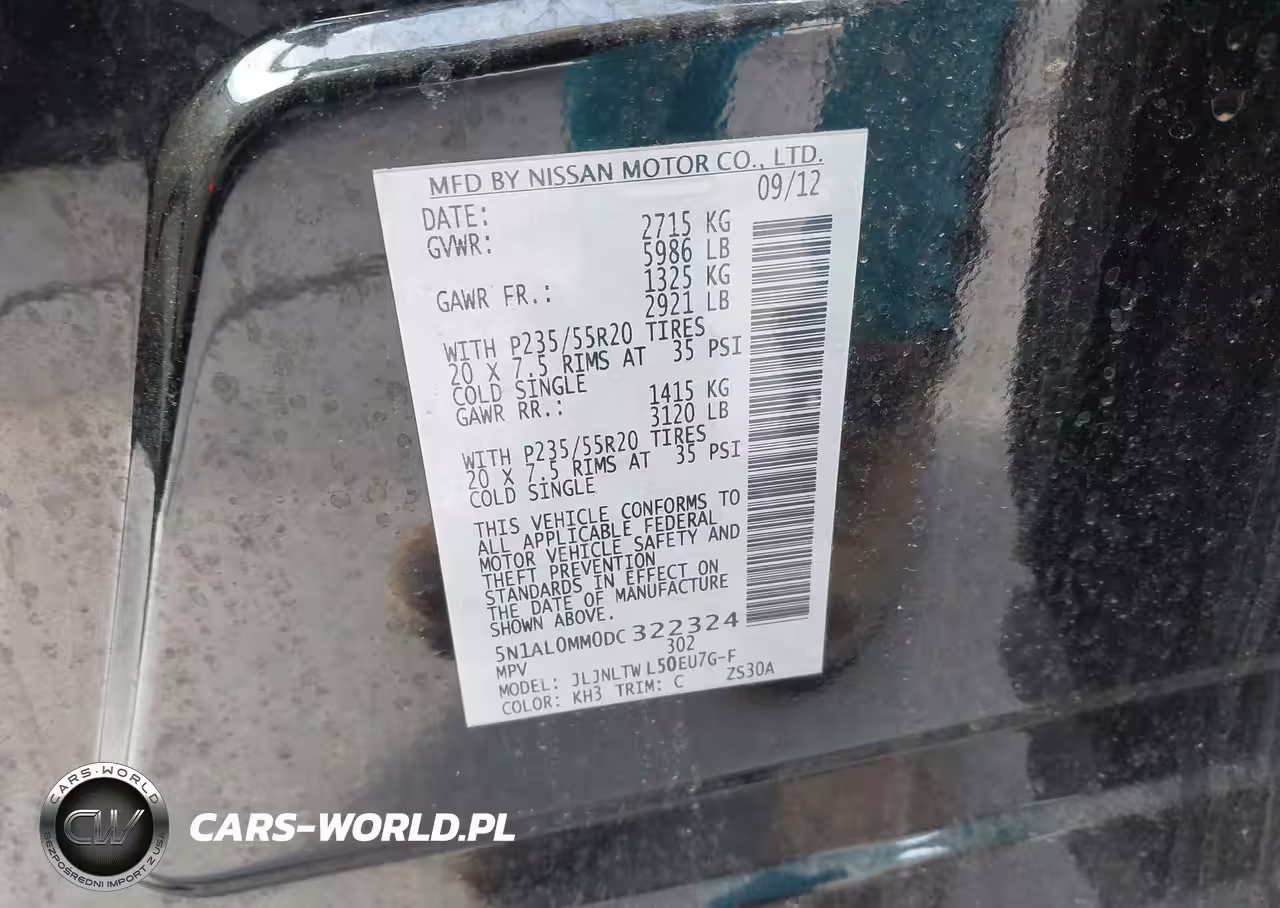 MFD BY NISSAN MOTOR CO., LTD.
DATE: 09/12
GVWR: 2715 KG
5986 LB
GAWR FR.: 1325 KG
2921 LB
WITH P235/55R20 TIRES
20 X 7.5 RIMS AT 35 PSI
COLD SINGLE
GAWR RR.: 1415 KG
3120 LB
WITH P235/55R20 TIRES
20 X 7.5 RIMS AT 35 PSI
COLD SINGLE
THIS VEHICLE CONFORMS TO
ALL APPLICABLE FEDERAL
MOTOR VEHICLE SAFETY AND
THEFT PREVENTION
STANDARDS IN EFFECT ON
THE DATE OF MANUFACTURE
SHOWN ABOVE.
5N1AL0MM0DC322324
MPV 302
MODEL: JLJNLTWL50EU7G-F
COLOR: KH3 TRIM: C ZS30A
CARS-WORLD
CW
BEZPOŚREDNI IMPORT Z USA
CARS-WORLD.PL